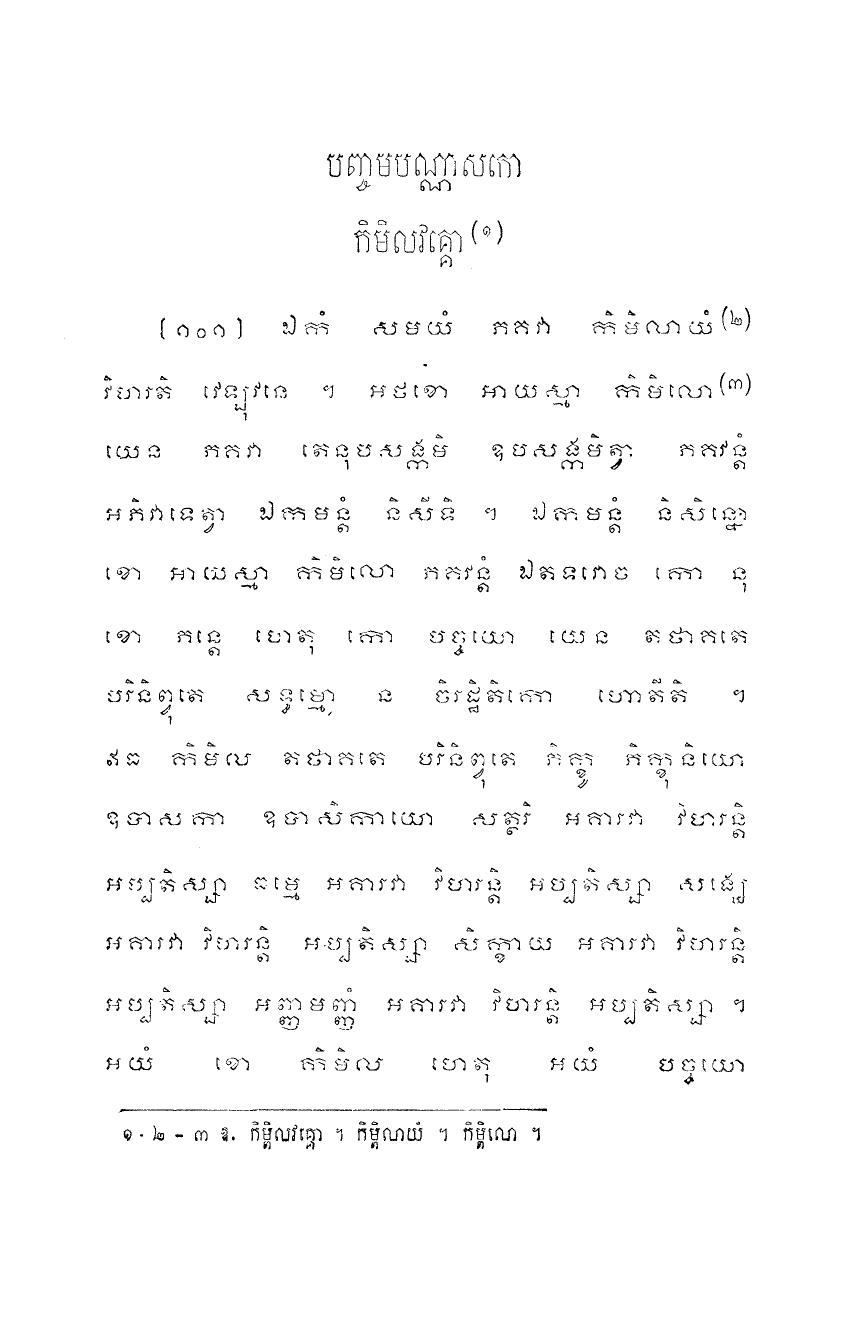 បញ្ចមបណ្ណាសកោ
កិមិលវគ្គោ (១)
[១០១] ឯកំ សមយំ ភគវា កិមិលាយំ (២)
វិហរតិ វេឡុវនេ ។ អថខោ អាយស្មា កិមិលោ (៣)
យេន ភគវា តេនុបសង្កមិ ឧបសង្កមិត្វា ភគវន្តំ
អភិវាទេត្វា ឯកមន្តំ និសីទិ ។ ឯកមន្តំ និសិន្នោ
ខោ អាយស្មា កិមិលោ ភគវន្តំ ឯតទវោច កោ នុ
ខោ ភន្តេ ហេតុ កោ បច្ចយោ យេន តថាគតេ
បរិនិព្វុតេ សទ្ធម្មោ ន ចិរដ្ឋិតិកោ ហោតីតិ ។
ឥធ កិមិល តថាគតេ បរិនិព្វុតេ ភិក្ខូ ភិក្ខុនិយោ
ឧបាសកា ឧបាសិកាយោ សត្ថរិ អគារវា វិហរន្តិ
អប្បតិស្សា ធម្មេ អគារវា វិហរន្តិ អប្បតិស្សា សង្ឃេ
អគារវា វិហរន្តិ អប្បតិស្សា សិក្ខាយ អគារវា វិហរន្តិ
អប្បតិស្សា អញ្ញមញ្ញំ អគារវា វិហរន្តិ អប្បតិស្សា ។
អយំ ខោ កិមិល ហេតុ អយំ បច្ចយោ
១ - ២ - ៣ ឱ. កិម្ពិលវគ្គោ ។ កិម្ពិលាយំ ។ កិម្ពិលោ ។